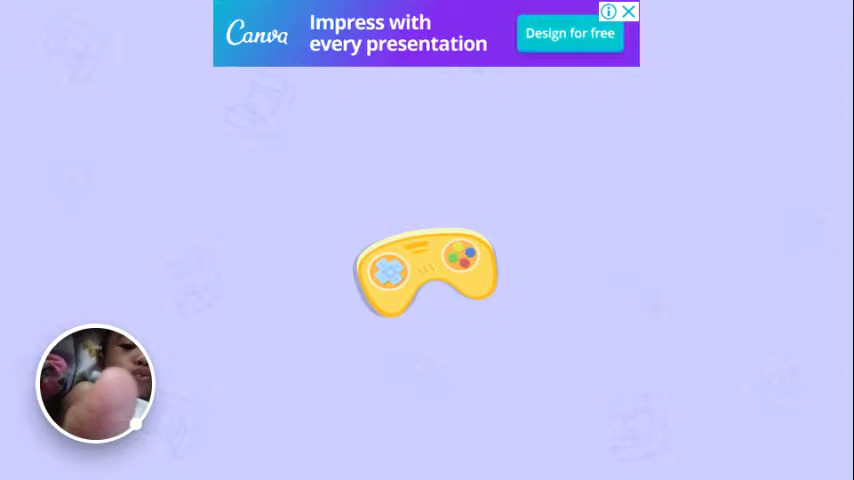 Canva
Impress with
every presentation
Design for free